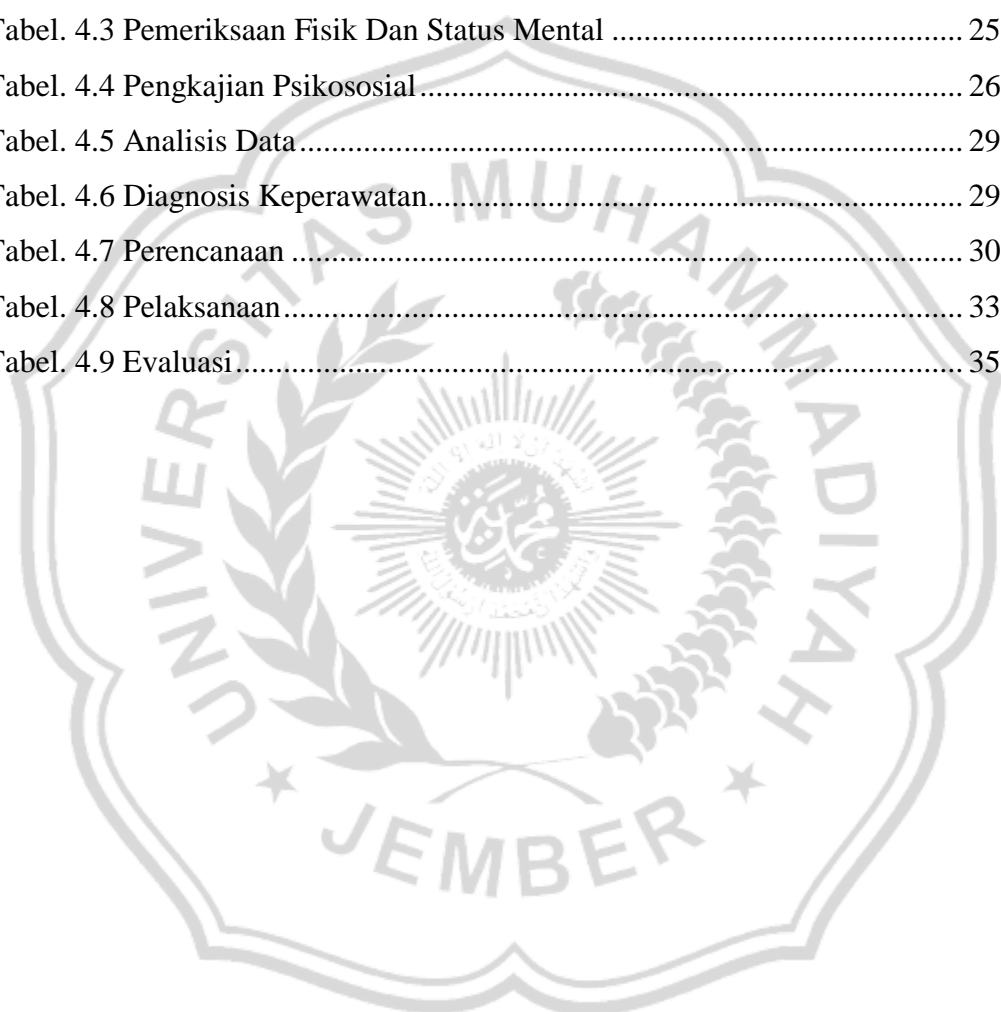 Tabel. 4.3 Pemeriksaan Fisik Dan Status Mental ........................................ 25
Tabel. 4.4 Pengkajian Psikososial.............................................................. 26
Tabel. 4.5 Analisis Data........................................................................... 29
Tabel. 4.6 Diagnosis Keperawatan............................................................. 29
Tabel. 4.7 Perencanaan ............................................................................ 30
Tabel. 4.8 Pelaksanaan............................................................................. 33
Tabel. 4.9 Evaluasi.................................................................................. 35
UNIVERSITAS MUHAMMADIYAH
JEMBER